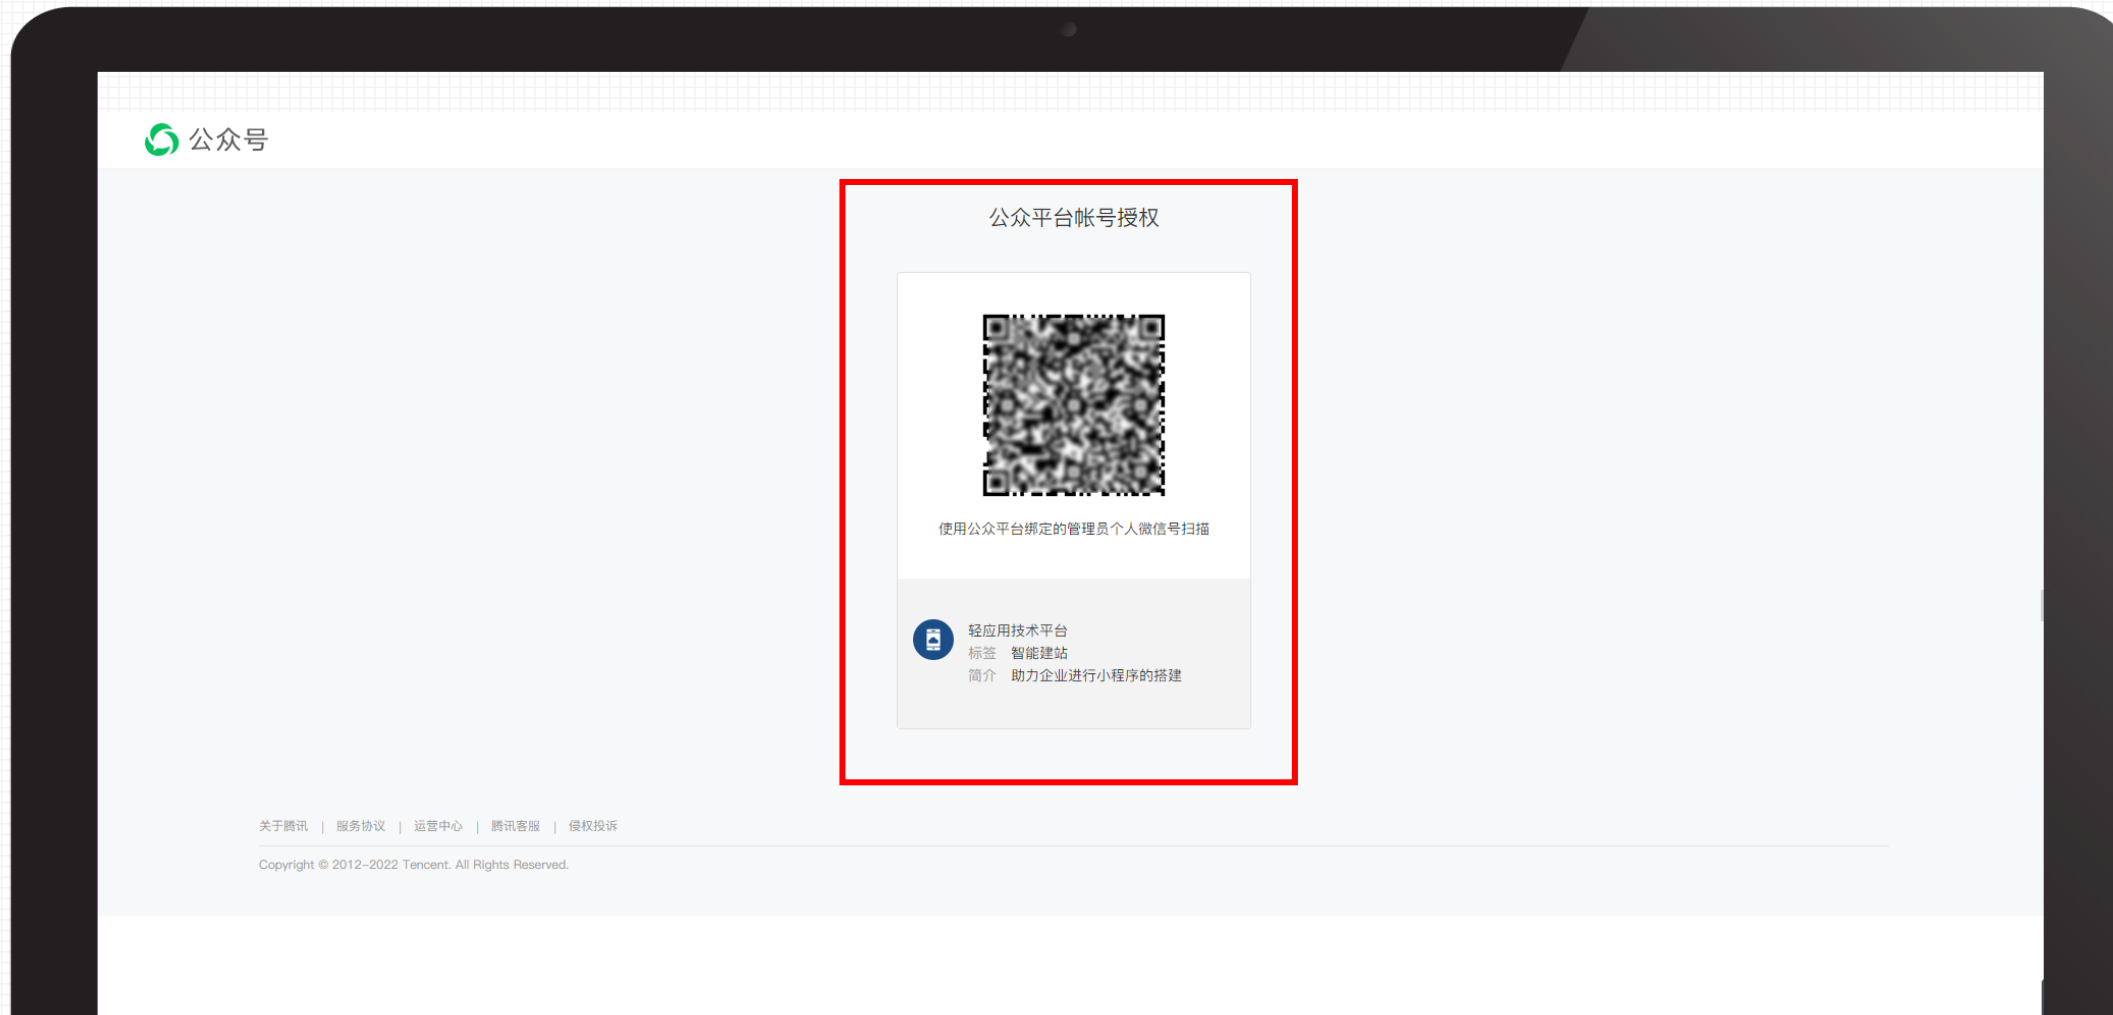 公众号
公众平台帐号授权
使用公众平台绑定的管理员个人微信号扫描
轻应用技术平台
标签 智能建站
简介 助力企业进行小程序的搭建
关于腾讯 | 服务协议 | 运营中心 | 腾讯客服 | 侵权投诉
Copyright © 2012-2022 Tencent. All Rights Reserved.